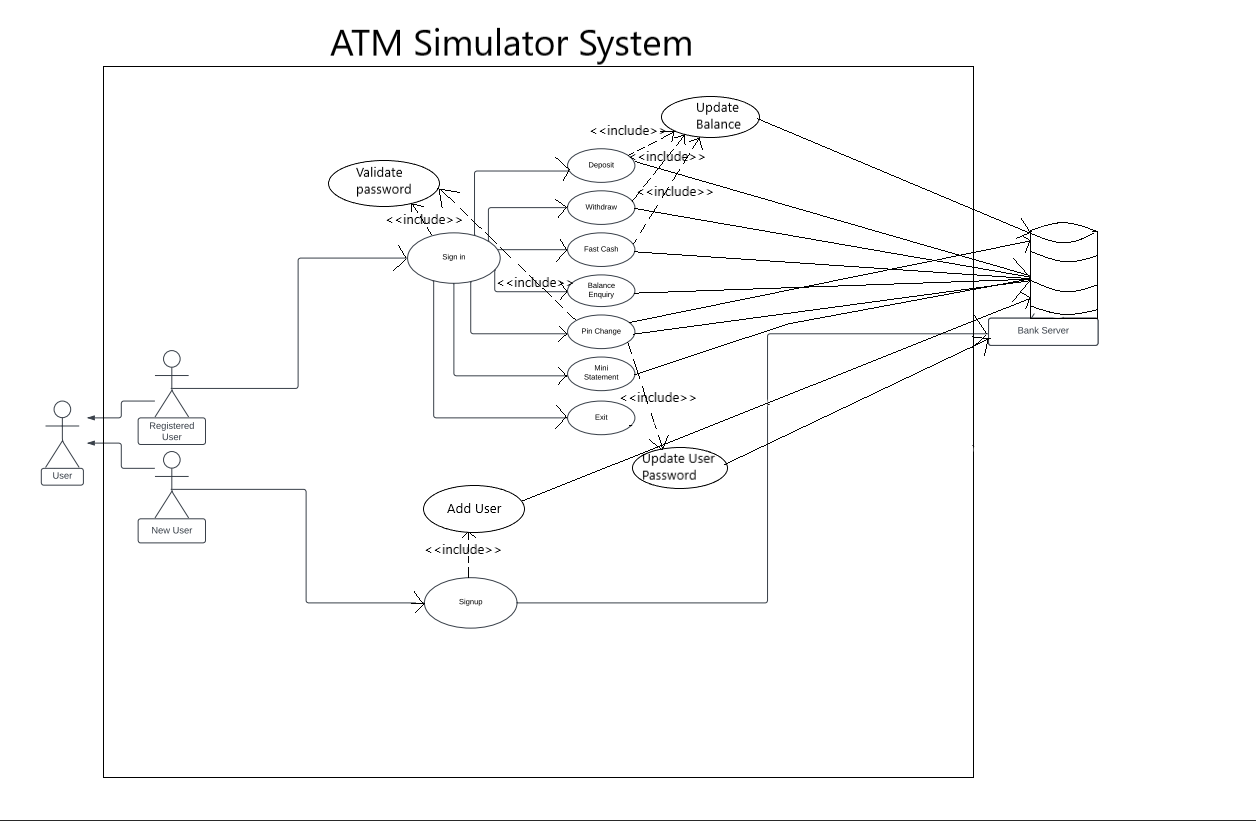 ATM Simulator System
Update
Balance
<<include>>
<<include>>
Deposit
Validate
password
<<include>>
Withdraw
<<include>>
Fast Cash
Sign in
<<include>>
Balance
Enquiry
Pin Change
Bank Server
Mini
Statement
<<include>>
Exit
Registered
User
User
Update User
Password
New User
Add User
<<include>>
Signup